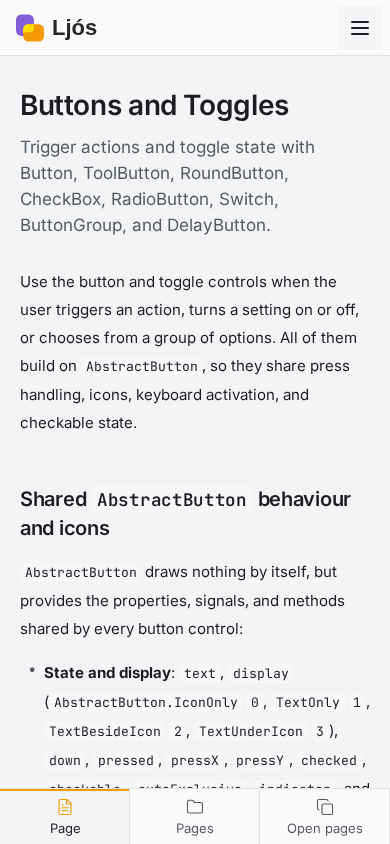 Ljós
Buttons and Toggles
Trigger actions and toggle state with
Button, ToolButton, RoundButton,
CheckBox, RadioButton, Switch,
ButtonGroup, and DelayButton.
Use the button and toggle controls when the
user triggers an action, turns a setting on or off,
or chooses from a group of options. All of them
build on AbstractButton, so they share press
handling, icons, keyboard activation, and
checkable state.
Shared AbstractButton behaviour
and icons
AbstractButton draws nothing by itself, but
provides the properties, signals, and methods
shared by every button control:
• State and display: text, display
(AbstractButton.IconOnly 0, TextOnly 1,
TextBesideIcon 2, TextUnderIcon 3),
down, pressed, pressX, pressY, checked,
checkable, autoExclusive, indicator, and
Page
Pages
Open pages